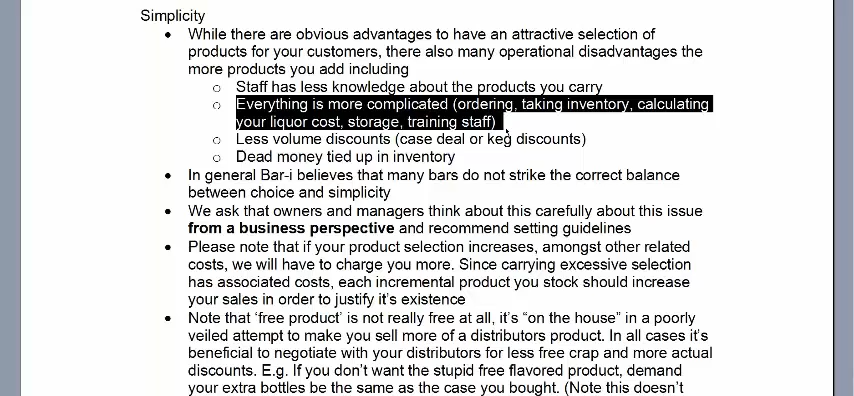 Simplicity
• While there are obvious advantages to have an attractive selection of
products for your customers, there also many operational disadvantages the
more products you add including
o Staff has less knowledge about the products you carry
o Everything is more complicated (ordering, taking inventory, calculating
your liquor cost, storage, training staff)
o Less volume discounts (case deal or keg discounts)
o Dead money tied up in inventory
• In general Bar-i believes that many bars do not strike the correct balance
between choice and simplicity
• We ask that owners and managers think about this carefully about this issue
from a business perspective and recommend setting guidelines
• Please note that if your product selection increases, amongst other related
costs, we will have to charge you more. Since carrying excessive selection
has associated costs, each incremental product you stock should increase
your sales in order to justify it's existence
• Note that 'free product' is not really free at all, it's "on the house" in a poorly
veiled attempt to make you sell more of a distributors product. In all cases it's
beneficial to negotiate with your distributors for less free crap and more actual
discounts. E.g. If you don't want the stupid free flavored product, demand
your extra bottles be the same as the case you bought. (Note this doesn't